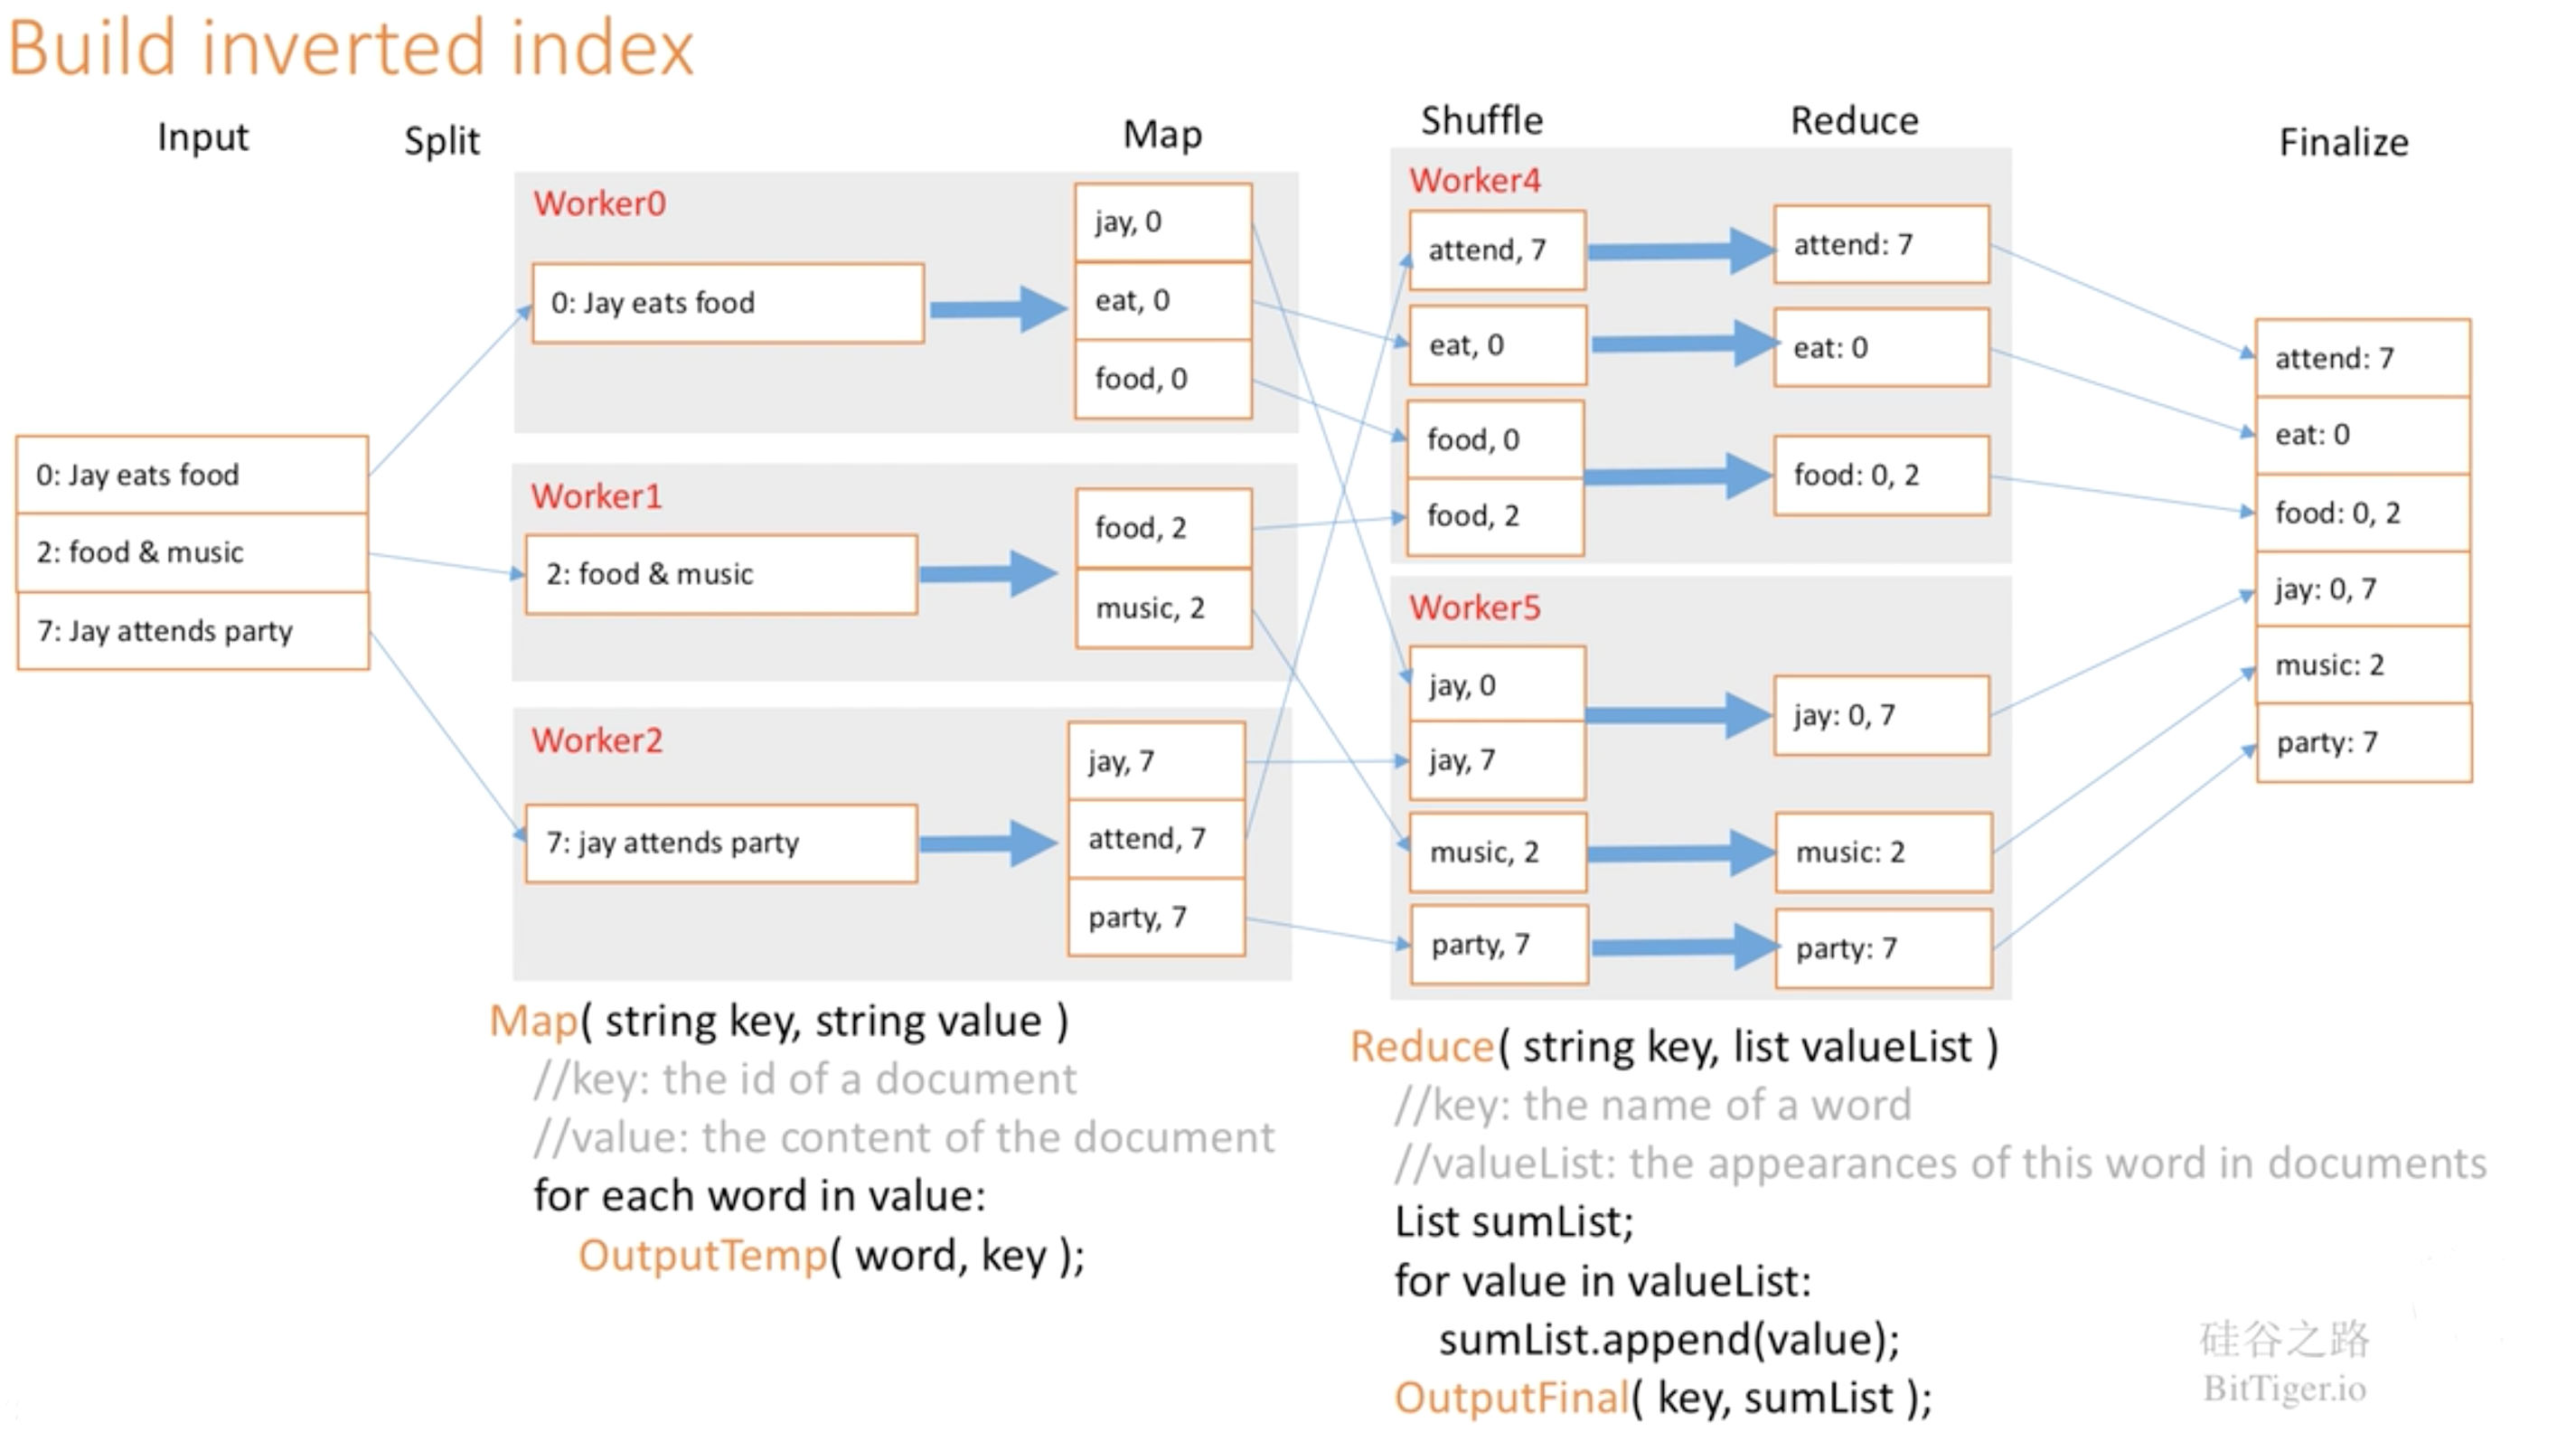 Build inverted index
Input
Split
Map
Shuffle
Reduce
Finalize
0: Jay eats food
2: food & music
7: Jay attends party
Worker0
0: Jay eats food
jay, 0
eat, 0
food, 0
Worker1
2: food & music
food, 2
music, 2
Worker2
7: jay attends party
jay, 7
attend, 7
party, 7
Worker4
attend, 7
eat, 0
food, 0
food, 2
attend: 7
eat: 0
food: 0, 2
Worker5
jay, 0
jay, 7
music, 2
party, 7
jay: 0, 7
music: 2
party: 7
attend: 7
eat: 0
food: 0, 2
jay: 0, 7
music: 2
party: 7
Map( string key, string value )
//key: the id of a document
//value: the content of the document
for each word in value:
OutputTemp( word, key );
Reduce( string key, list valueList )
//key: the name of a word
//valueList: the appearances of this word in documents
List sumList;
for value in valueList:
sumList.append(value);
OutputFinal( key, sumList );
硅谷之路
BitTiger.io